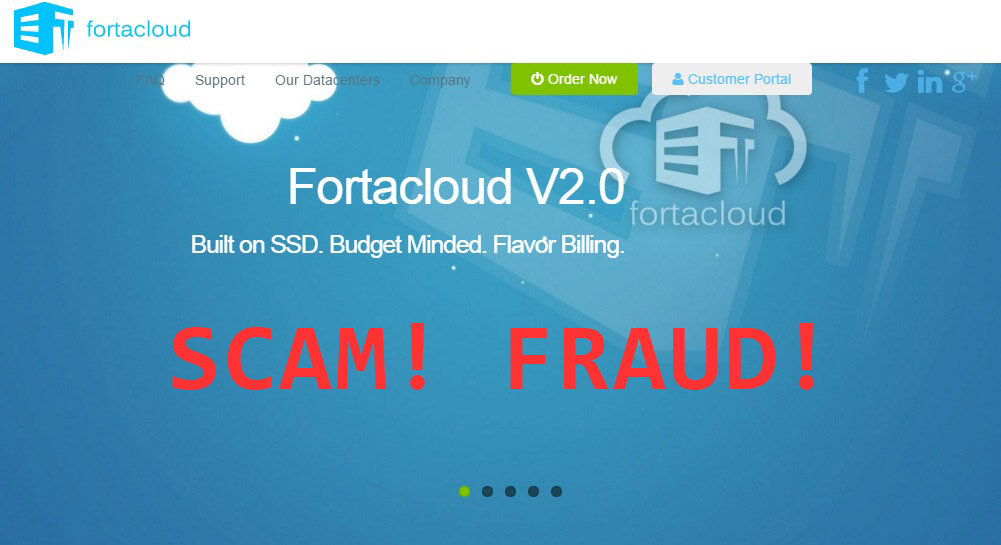 fortacloud
FAQ Support Our Datacenters Company Order Now Customer Portal
fortacloud
Fortacloud V2.0
Built on SSD. Budget Minded. Flavor Billing.
SCAM! FRAUD!